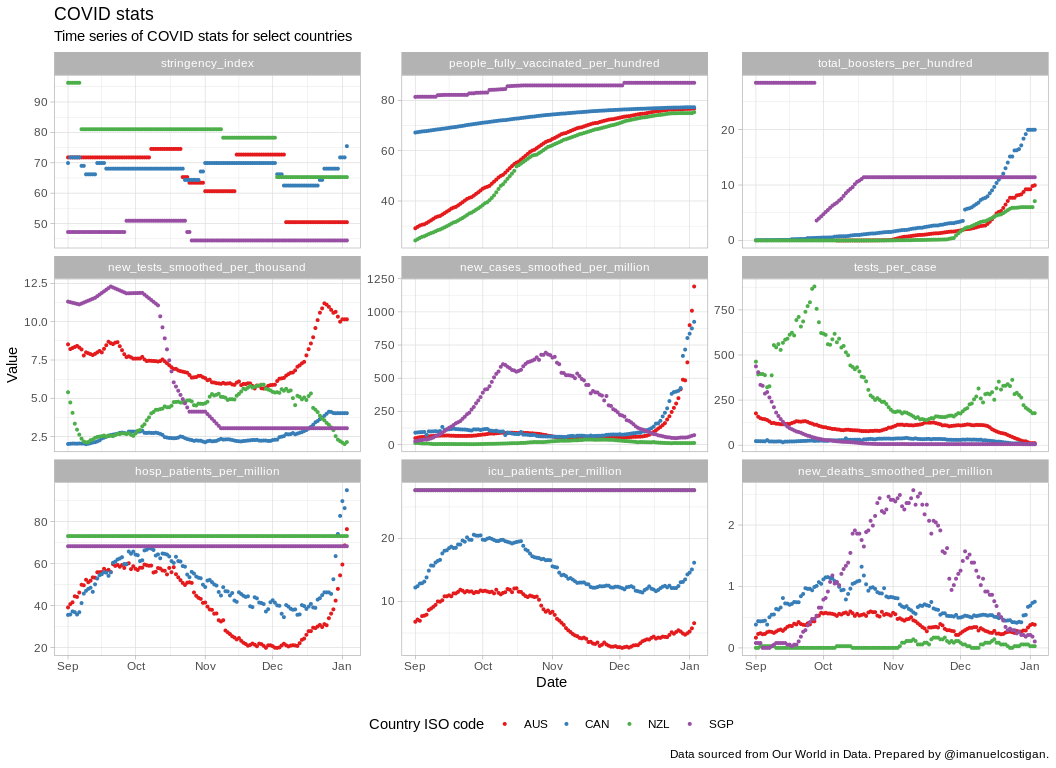 COVID stats
Time series of COVID stats for select countries
stringency_index
people_fully_vaccinated_per_hundred
total_boosters_per_hundred
90
80
70
60
50
80
60
40
20
10
0
new_tests_smoothed_per_thousand
new_cases_smoothed_per_million
tests_per_case
12.5
10.0
7.5
5.0
2.5
1250
1000
750
500
250
0
750
500
250
0
Value
hosp_patients_per_million
icu_patients_per_million
new_deaths_smoothed_per_million
80
60
40
20
20
10
2
1
0
Sep Oct Nov Dec Jan
Sep Oct Nov Dec Jan
Sep Oct Nov Dec Jan
Date
Country ISO code AUS CAN NZL SGP
Data sourced from Our World in Data. Prepared by @imanuelcostigan.